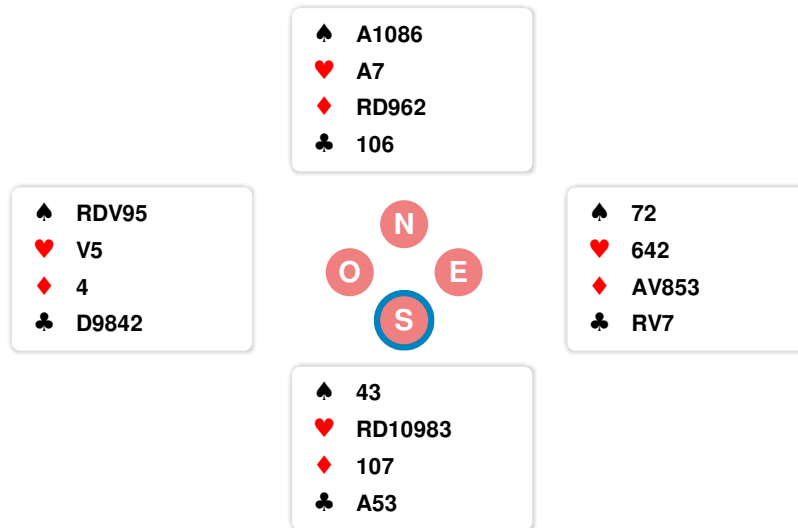 ♠ A1086
♥ A7
♦ RD962
♣ 106
♠ RDV95
♥ V5
♦ 4
♣ D9842
N
O E
S
♠ 72
♥ 642
♦ AV853
♣ RV7
♠ 43
♥ RD10983
♦ 107
♣ A53